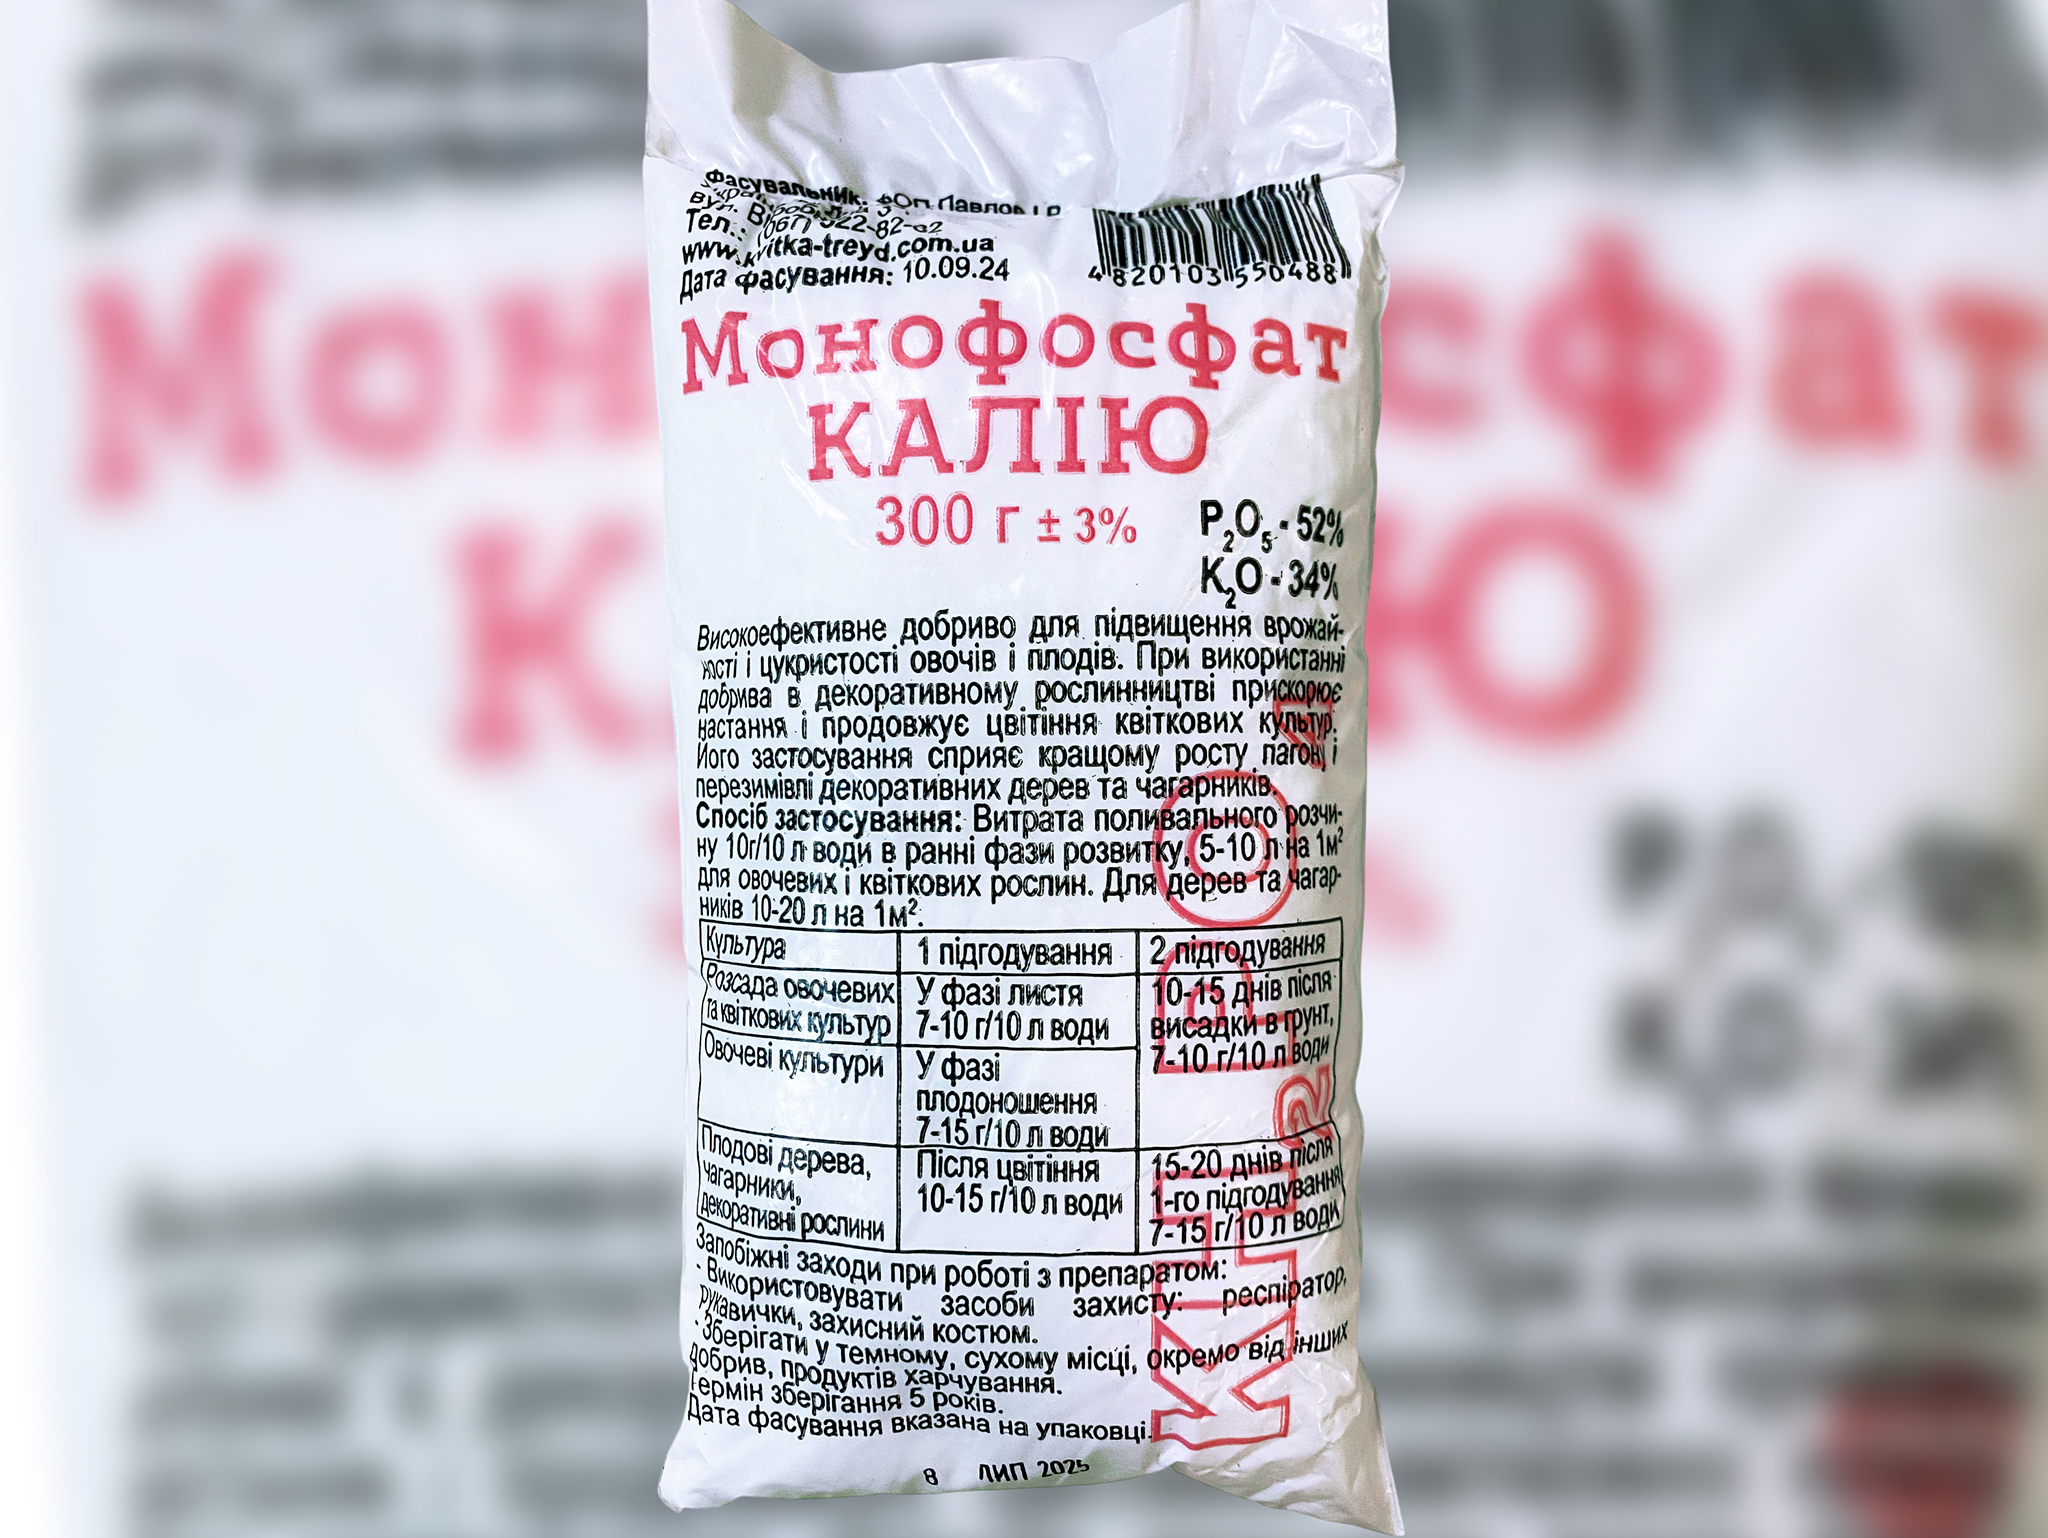 Фасувальник: ФОП Павлов І.В.
вул.
Тел.: (067)
www.kvitka-treyd.com.ua
Дата фасування: 10.09.24
4 820103 550488
Монофосфат
КАЛІЮ
300 г ± 3%
P₂O₅ - 52%
K₂O - 34%
Високоефективне добриво для підвищення врожай-
ності і цукристості овочів і плодів. При використанні
добрива в декоративному рослинництві прискорює
настання і продовжує цвітіння квіткових культур.
Його застосування сприяє кращому росту пагону і
перезимівлі декоративних дерев та чагарників.
Спосіб застосування: Витрата поливального розчи-
ну 10г/10 л води в ранні фази розвитку, 5-10 л на 1м²
для овочевих і квіткових рослин. Для дерев та чагар-
ників 10-20 л на 1м².
Культура
1 підгодування
2 підгодування
Розсада овочевих
та квіткових культур
У фазі листя
7-10 г/10 л води
10-15 днів після
висадки в грунт,
7-10 г/10 л води
Овочеві культури
У фазі
плодоношення
7-15 г/10 л води
Плодові дерева,
чагарники,
декоративні рослини
Після цвітіння
10-15 г/10 л води
15-20 днів після
1-го підгодування
7-15 г/10 л води
Запобіжні заходи при роботі з препаратом:
- Використовувати засоби захисту: респіратор,
рукавички, захисний костюм.
- Зберігати у темному, сухому місці, окремо від інших
добрив, продуктів харчування.
Термін зберігання 5 років.
Дата фасування вказана на упаковці.
8 ЛИП 2025